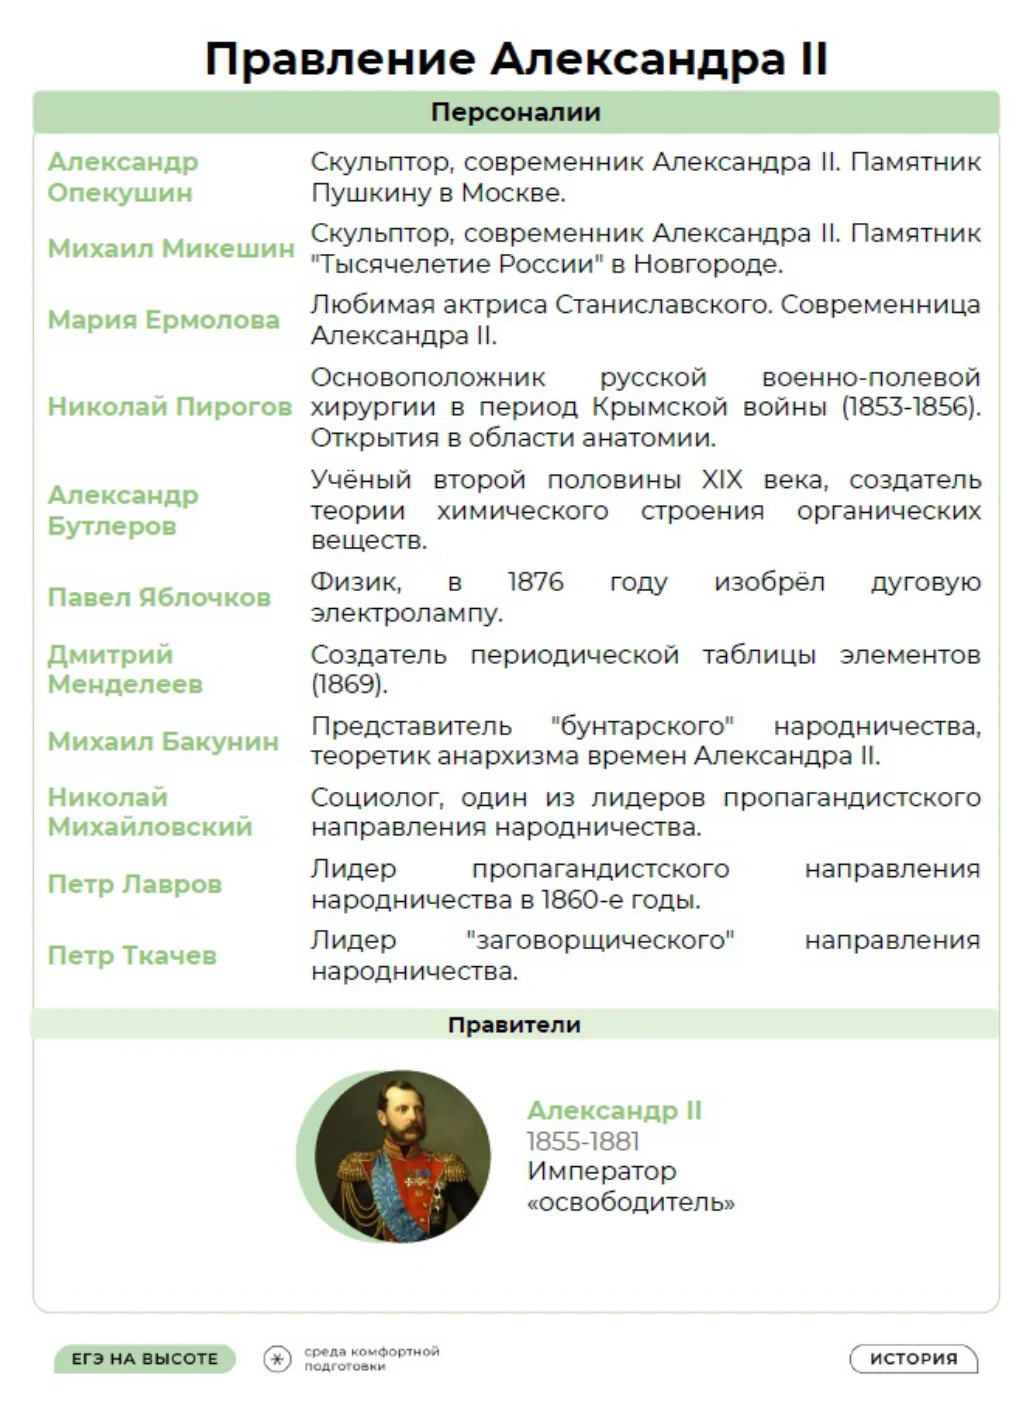 Правление Александра II
Персоналии
Александр
Опекушин
Скульптор, современник Александра II. Памятник
Пушкину в Москве.
Михаил Микешин
Скульптор, современник Александра II. Памятник
"Тысячелетие России" в Новгороде.
Мария Ермолова
Любимая актриса Станиславского. Современница
Александра II.
Николай Пирогов
Основоположник русской военно-полевой
хирургии в период Крымской войны (1853-1856).
Открытия в области анатомии.
Александр
Бутлеров
Учёный второй половины XIX века, создатель
теории химического строения органических
веществ.
Павел Яблочков
Физик, в 1876 году изобрёл дуговую
электролампу.
Дмитрий
Менделеев
Создатель периодической таблицы элементов
(1869).
Михаил Бакунин
Представитель "бунтарского" народничества,
теоретик анархизма времен Александра II.
Николай
Михайловский
Социолог, один из лидеров пропагандистского
направления народничества.
Петр Лавров
Лидер пропагандистского направления
народничества в 1860-е годы.
Петр Ткачев
Лидер "заговорщического" направления
народничества.
Правители
Александр II
1855-1881
Император
«освободитель»
ЕГЭ НА ВЫСОТЕ
среда комфортной
подготовки
ИСТОРИЯ